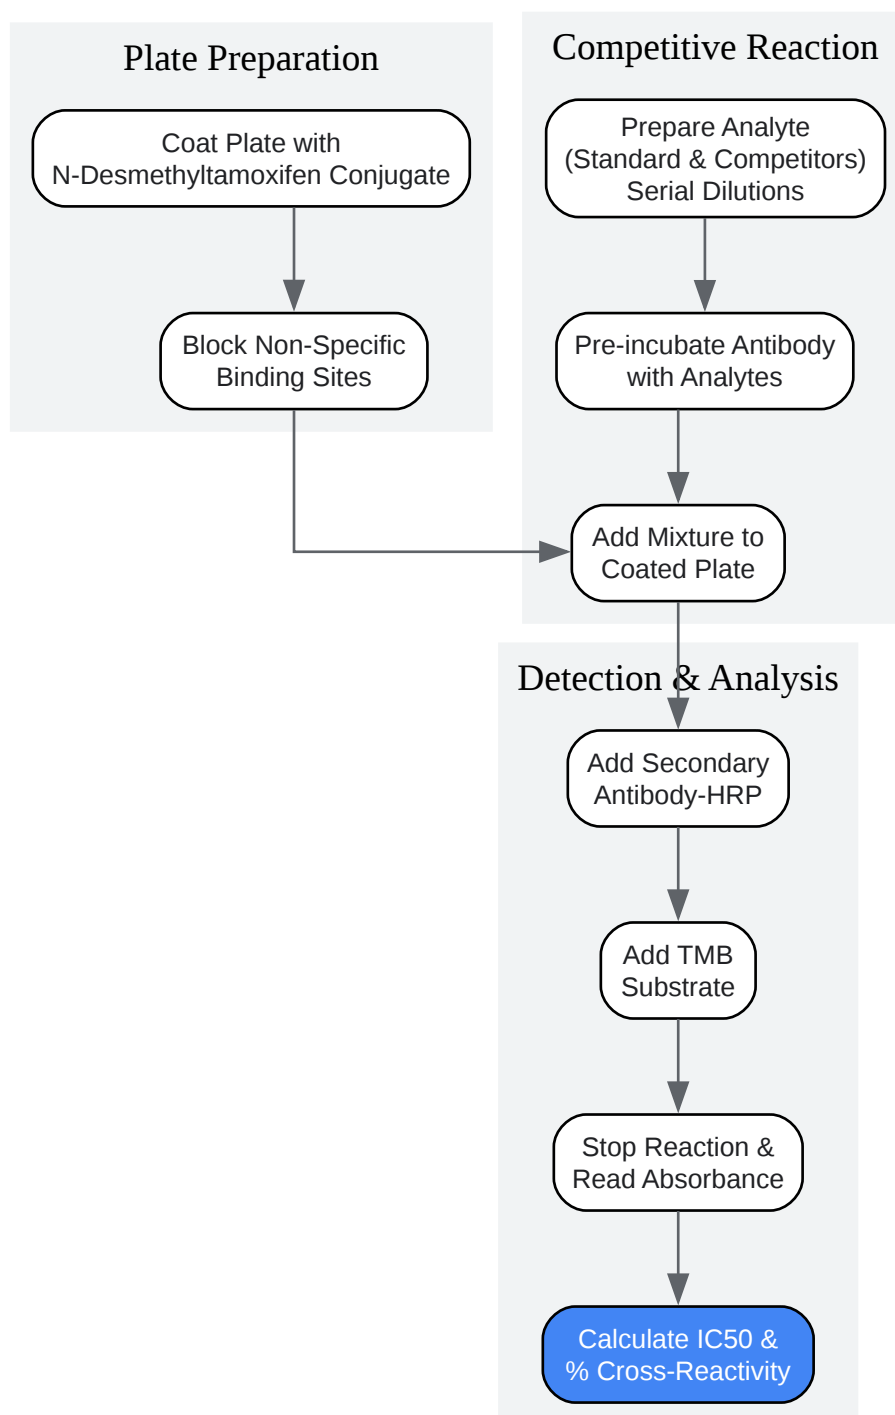 Plate Preparation
Coat Plate with
N-Desmethyltamoxifen Conjugate
Block Non-Specific
Binding Sites
Competitive Reaction
Prepare Analyte
(Standard & Competitors)
Serial Dilutions
Pre-incubate Antibody
with Analytes
Add Mixture to
Coated Plate
Detection & Analysis
Add Secondary
Antibody-HRP
Add TMB
Substrate
Stop Reaction &
Read Absorbance
Calculate IC50 &
% Cross-Reactivity